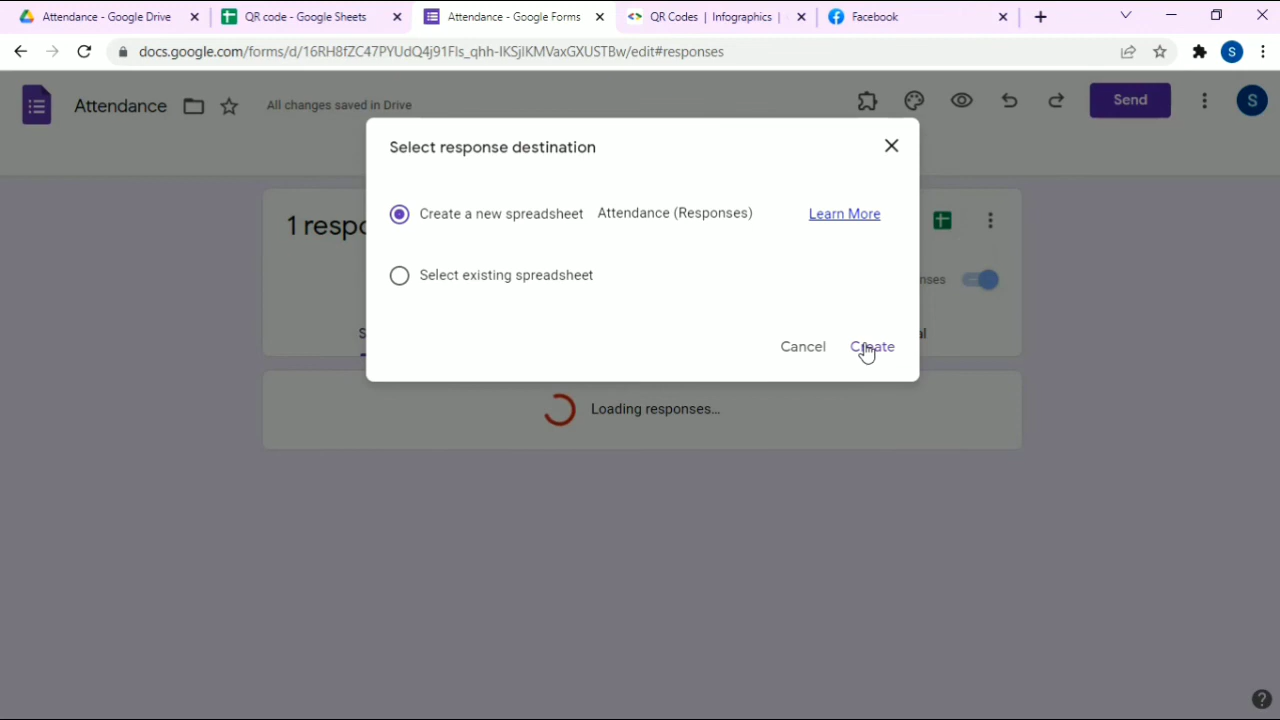 Attendance - Google Drive
QR code - Google Sheets
Attendance - Google Forms
QR Codes | Infographics |
Facebook
docs.google.com/forms/d/16RH8fZC47PYUdQ4j91FIs_qhh-IKSjIKMVaxGXUSTBw/edit#responses
S
Attendance
All changes saved in Drive
Send
S
Select response destination
Create a new spreadsheet
Attendance (Responses)
Learn More
1 respo
Select existing spreadsheet
nses
S
al
Cancel
Create
Loading responses...